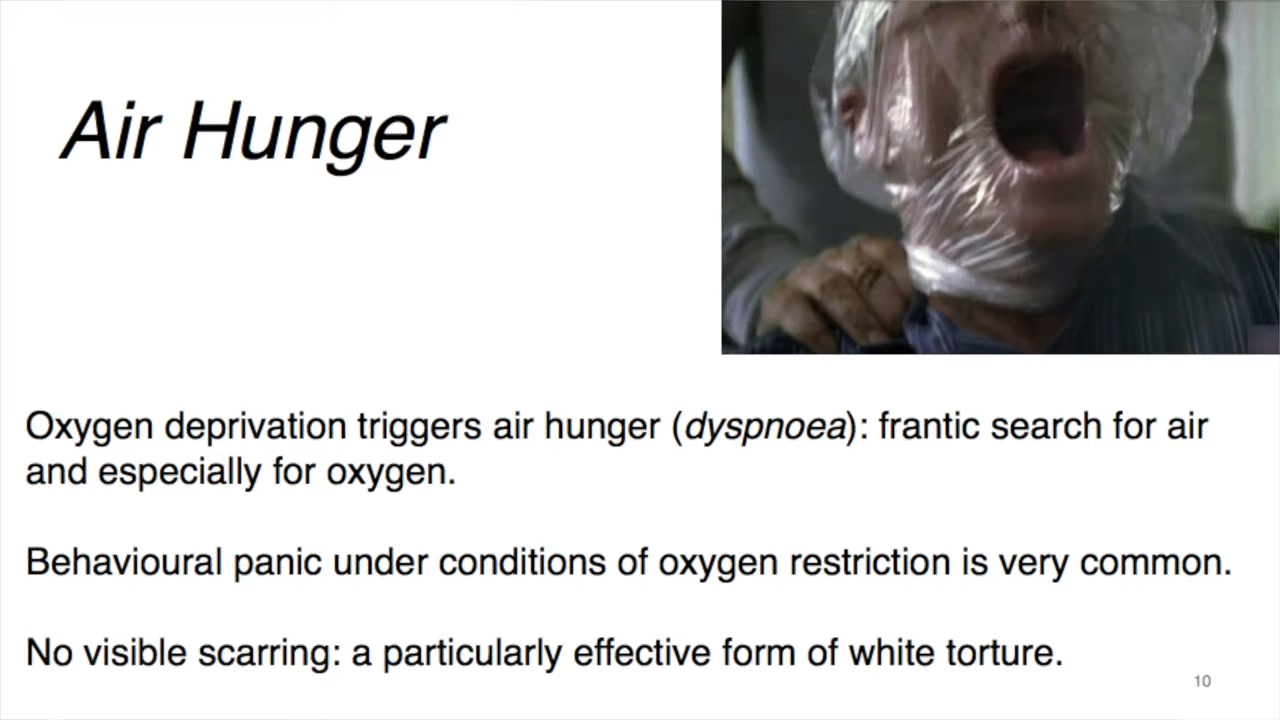 Air Hunger
Oxygen deprivation triggers air hunger (dyspnoea): frantic search for air
and especially for oxygen.
Behavioural panic under conditions of oxygen restriction is very common.
No visible scarring: a particularly effective form of white torture.
10